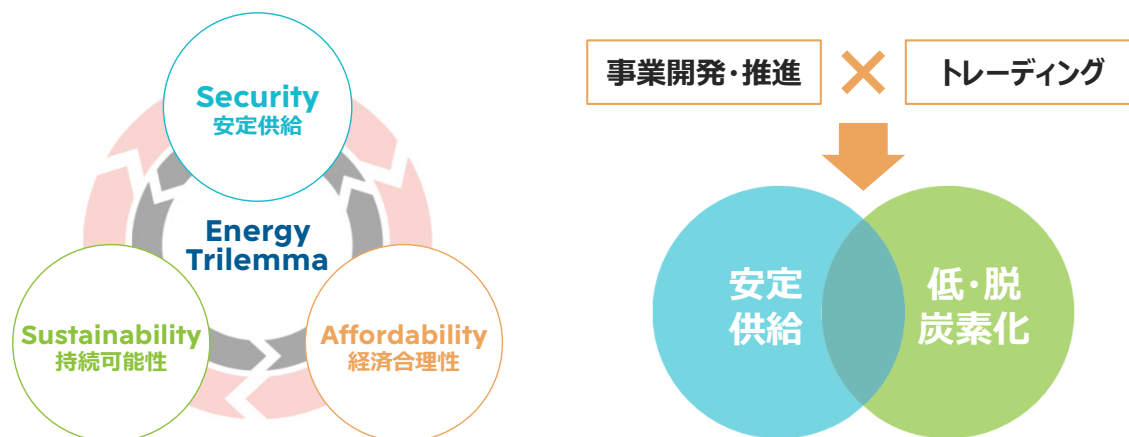 Security
安定供給
Energy
Trilemma
Sustainability
持続可能性
Affordability
経済合理性
事業開発・推進
トレーディング
安定
供給
低・脱
炭素化